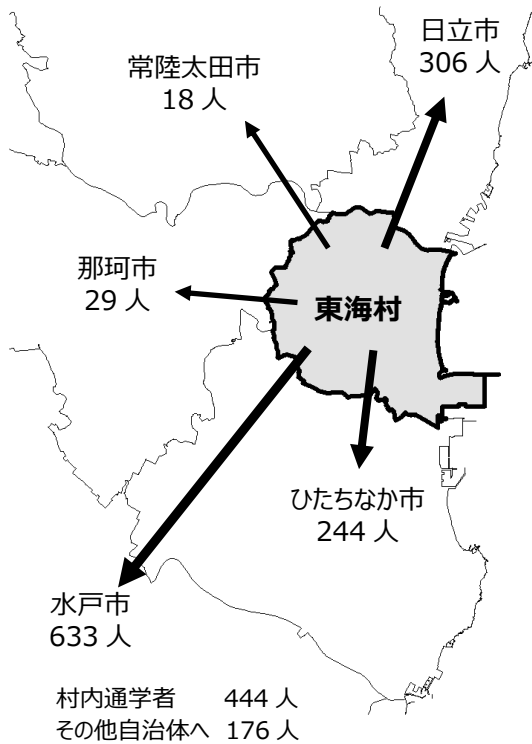 日立市
306 人
常陸太田市
18 人
那珂市
29 人
東海村
ひたちなか市
244 人
水戸市
633 人
村内通学者 444 人
その他自治体へ 176 人